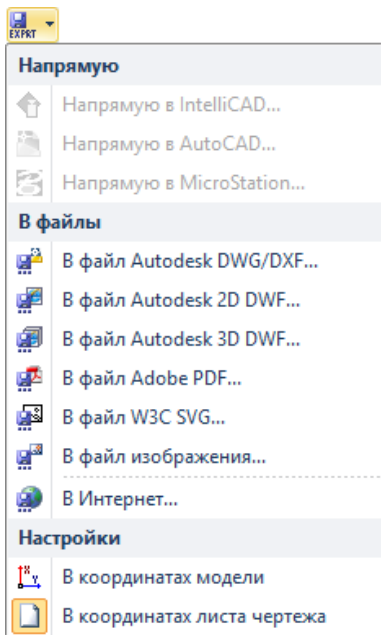 EXPRT
Напрямую
Напрямую в IntelliCAD...
Напрямую в AutoCAD...
Напрямую в MicroStation...
В файлы
В файл Autodesk DWG/DXF...
В файл Autodesk 2D DWF...
В файл Autodesk 3D DWF...
В файл Adobe PDF...
В файл W3C SVG...
В файл изображения...
В Интернет...
Настройки
В координатах модели
В координатах листа чертежа